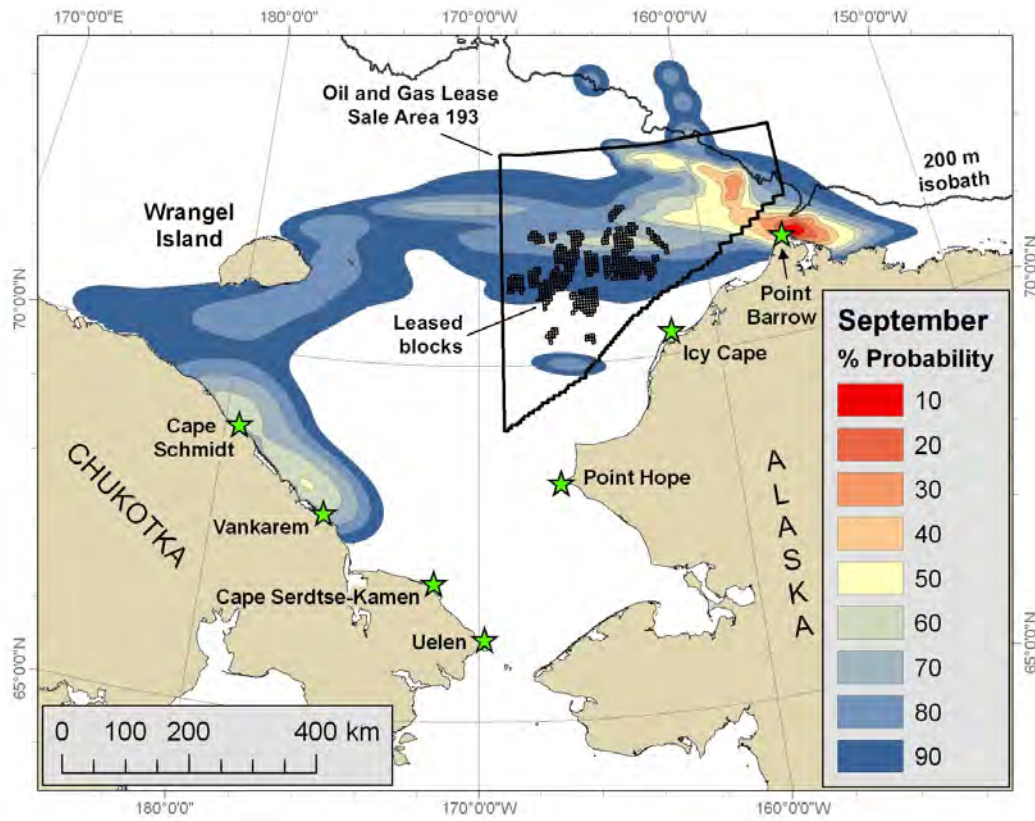 170°0'0"E
180°0'0"
170°0'0"W
160°0'0"W
150°0'0"W
Oil and Gas Lease
Sale Area 193
200 m
isobath
Wrangel
Island
70°0'0"N
70°0'0"N
Leased
blocks
Point
Barrow
Icy Cape
Cape
Schmidt
CHUKOTKA
Point Hope
ALASKA
Vankarem
Cape Serdtse-Kamen
Uelen
65°0'0"N
65°0'0"N
September
% Probability
10
20
30
40
50
60
70
80
90
0 100 200 400 km
180°0'0"
170°0'0"W
160°0'0"W